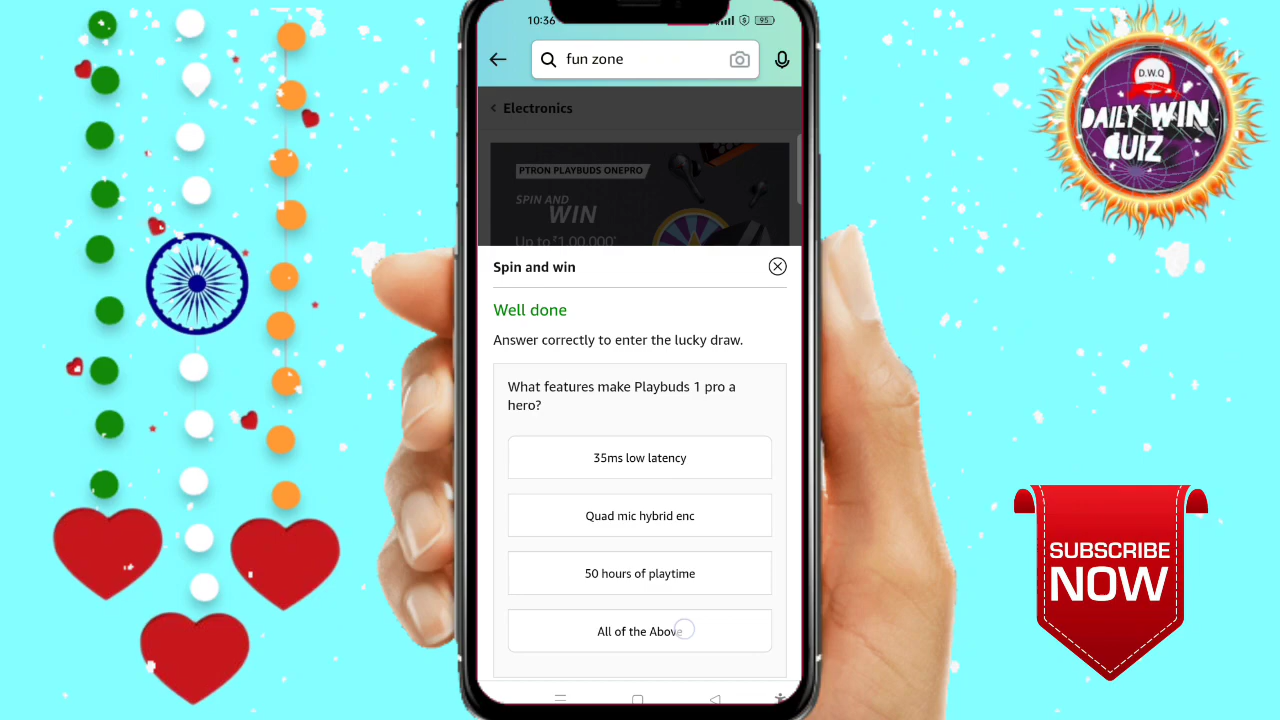 10:36
95
fun zone
Electronics
PTRON PLAYBUDS ONEPRO
SPIN AND
WIN
Up to ₹1,00,000*
Spin and win
Well done
Answer correctly to enter the lucky draw.
What features make Playbuds 1 pro a
hero?
35ms low latency
Quad mic hybrid enc
50 hours of playtime
All of the Above
D.W.Q
DAILY WIN
QUIZ
SUBSCRIBE
NOW